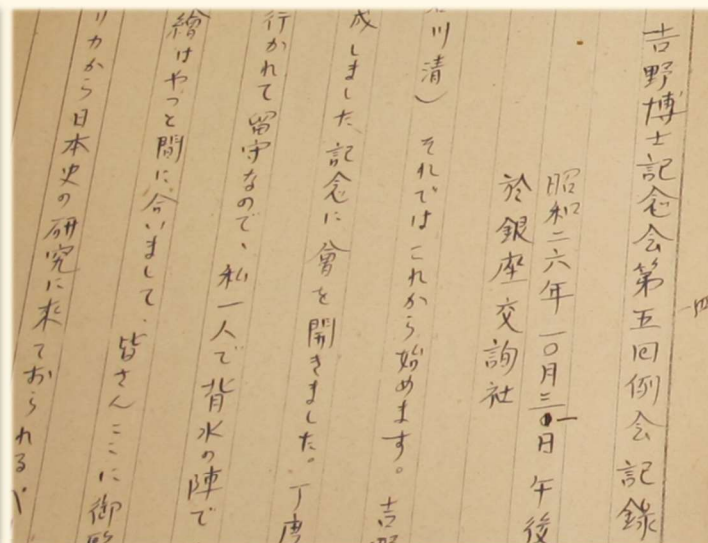 吉野博士記念会第五回例会記録
昭和二六年一〇月三一日 午後
於銀座交詢社
川清) それではこれから始めます。吉野
成しました記念に會を開きました。丁度
行かれて留守なので、私一人で背水の陣で
繪はやっと間に合いまして、皆さんここに御
リカから日本史の研究に来ておられる